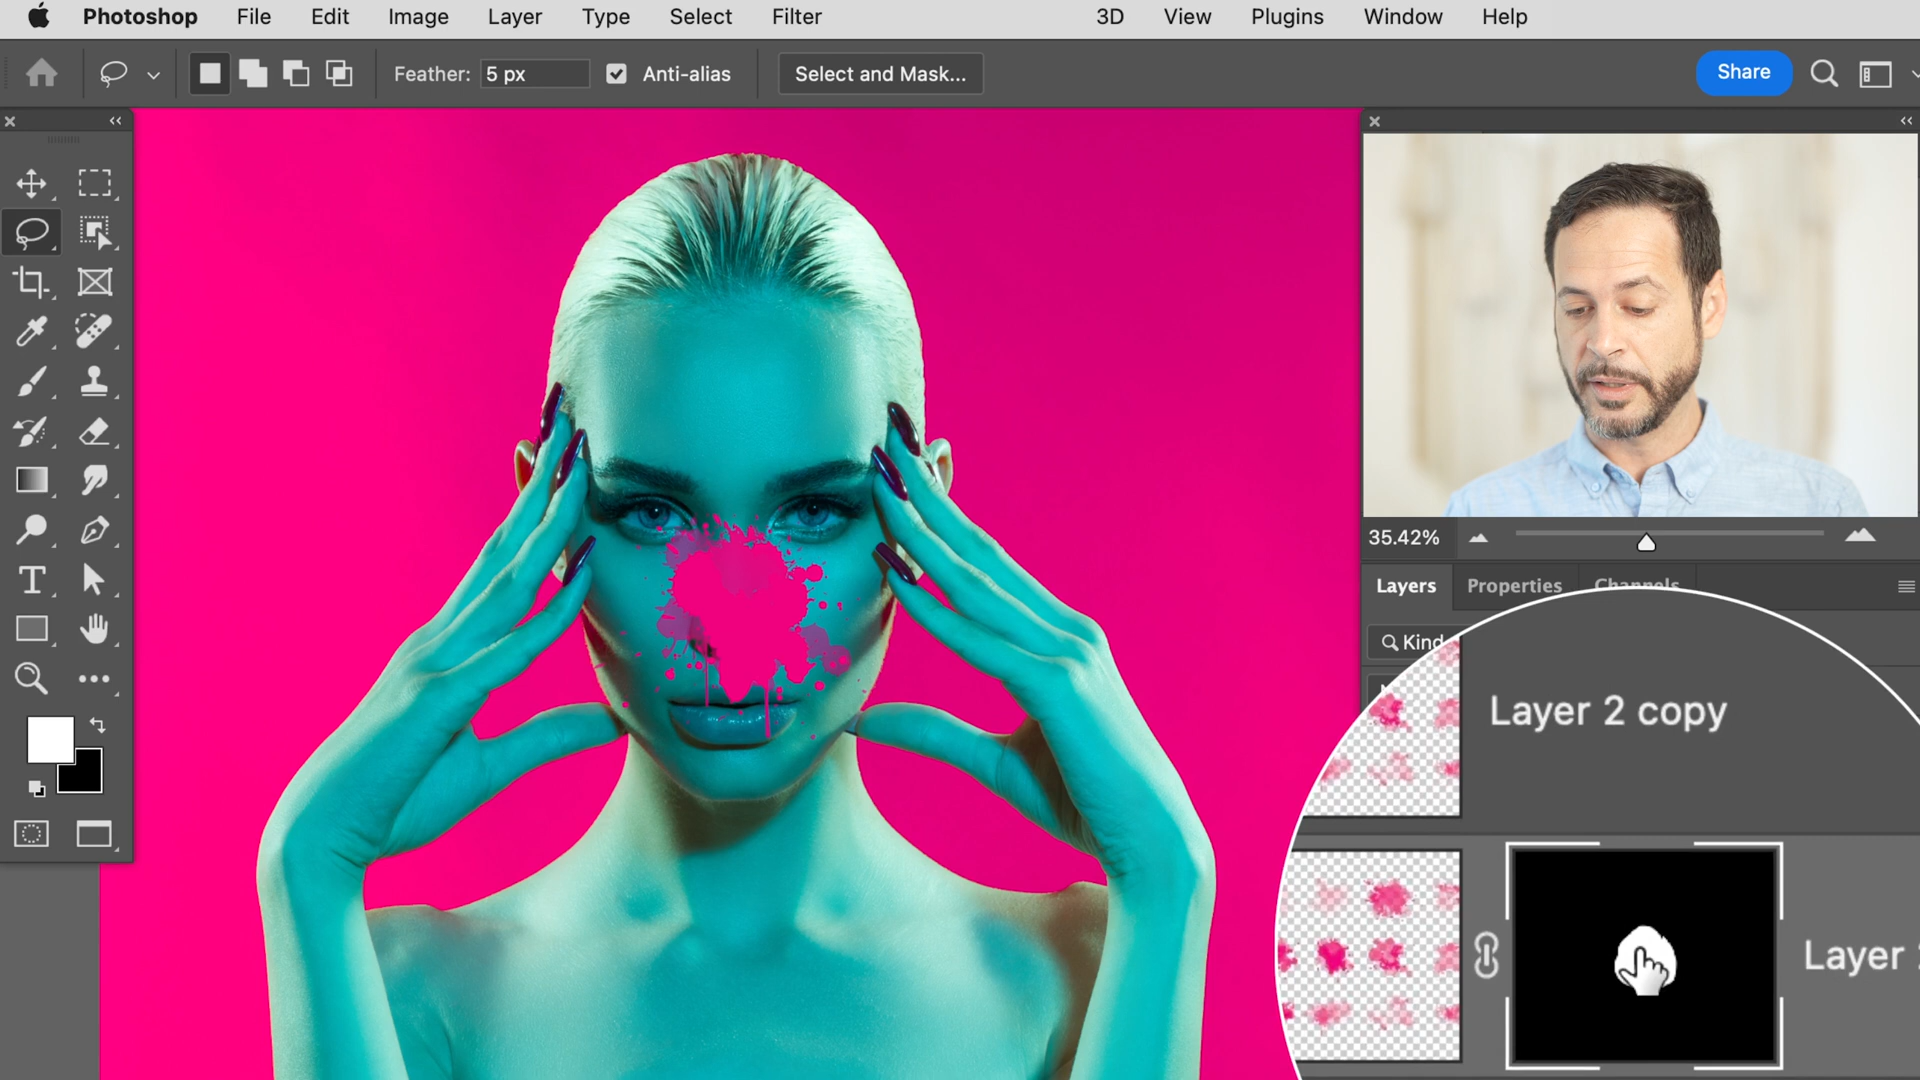 Photoshop File Edit Image Layer Type Select Filter 3D View Plugins Window Help
Feather: 5 px Anti-alias Select and Mask... Share
35.42%
Layers Properties Channels
Kind
Layer 2 copy
Layer
T